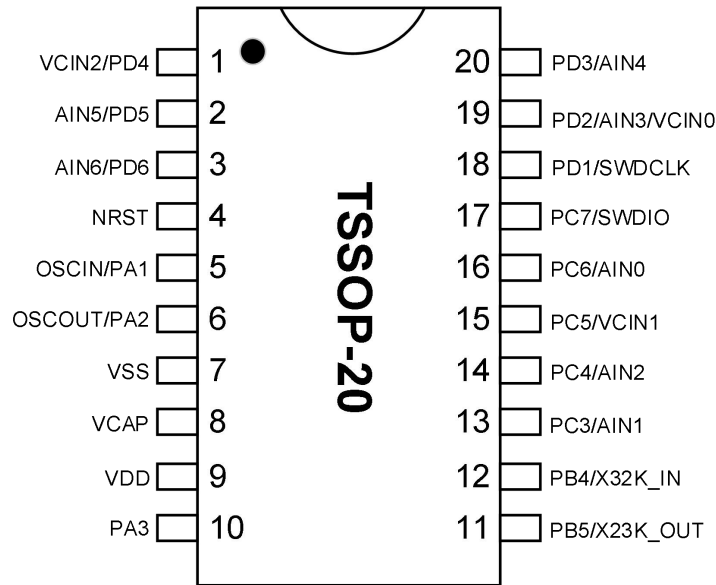 VCIN2/PD4 1 20 PD3/AIN4
AIN5/PD5 2 19 PD2/AIN3/VCIN0
AIN6/PD6 3 18 PD1/SWDCLK
NRST 4 17 PC7/SWDIO
OSCIN/PA1 5 16 PC6/AIN0
OSCOUT/PA2 6 15 PC5/VCIN1
VSS 7 14 PC4/AIN2
VCAP 8 13 PC3/AIN1
VDD 9 12 PB4/X32K_IN
PA3 10 11 PB5/X23K_OUT
TSSOP-20